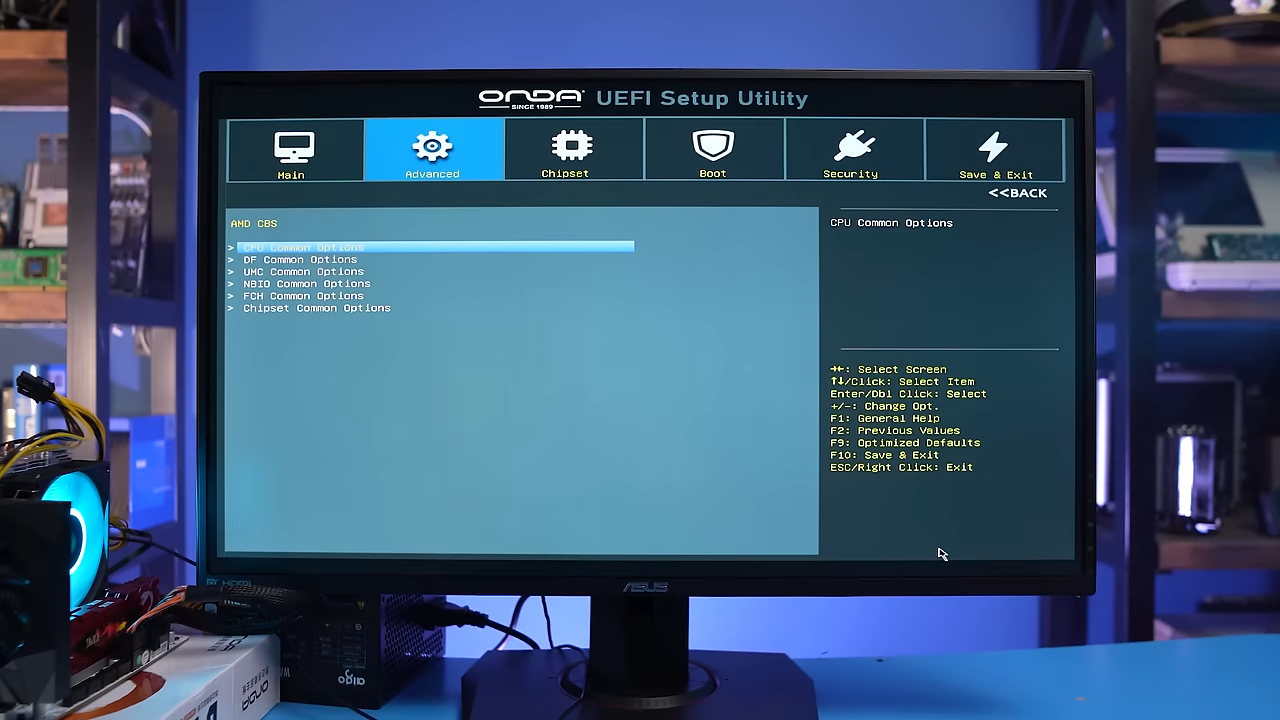 ONDA UEFI Setup Utility
SINCE 1989
Main Advanced Chipset Boot Security Save & Exit
<<BACK
AMD CBS
> CPU Common Options
> DF Common Options
> UMC Common Options
> NBIO Common Options
> FCH Common Options
> Chipset Common Options
CPU Common Options
→←: Select Screen
↑↓/Click: Select Item
Enter/Dbl Click: Select
+/-: Change Opt.
F1: General Help
F2: Previous Values
F9: Optimized Defaults
F10: Save & Exit
ESC/Right Click: Exit
HDMI
ASUS
aigo
ONDA